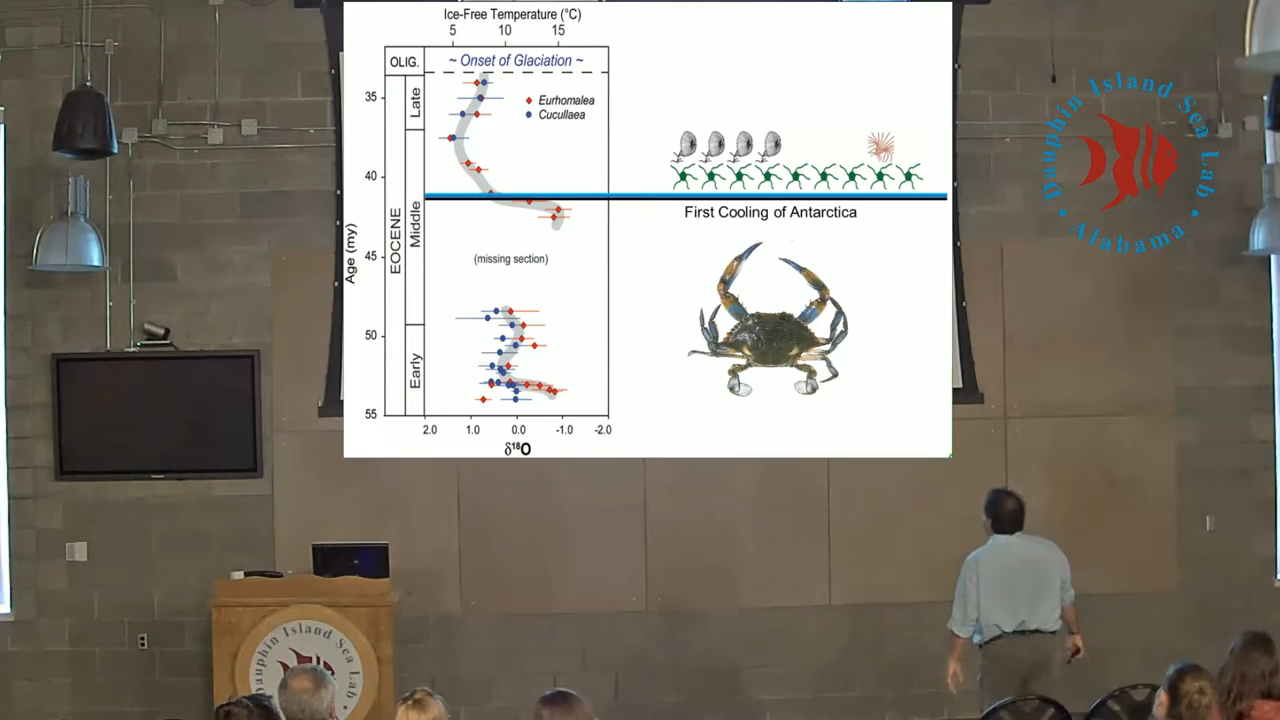 Ice-Free Temperature (°C)
5 10 15
OLIG.
~ Onset of Glaciation ~
35
40
45
50
55
Age (my)
EOCENE
Late
Middle
Early
Eurhomalea
Cucullaea
(missing section)
2.0 1.0 0.0 -1.0 -2.0
δ¹⁸O
First Cooling of Antarctica
Dauphin Island Sea Lab
• Alabama •
Dauphin Island Sea Lab